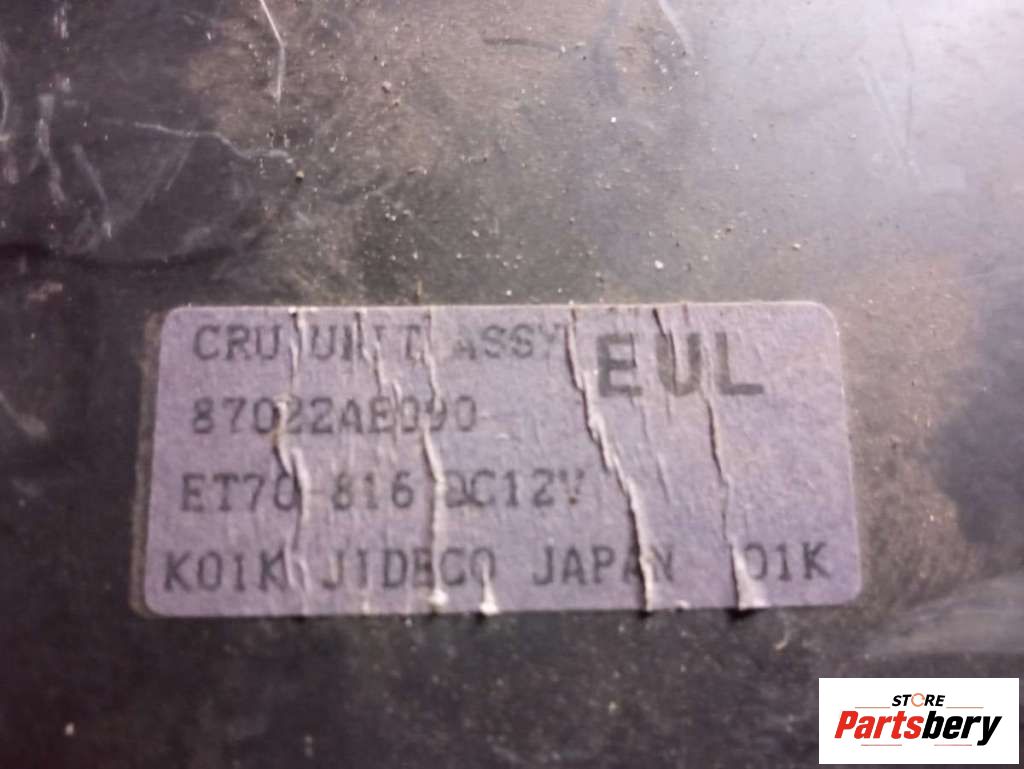 CRU UNIT ASSY EUL
87022AE090
ET70-816 DC12V
K01K JIDECO JAPAN 01K
STORE
Partsbery